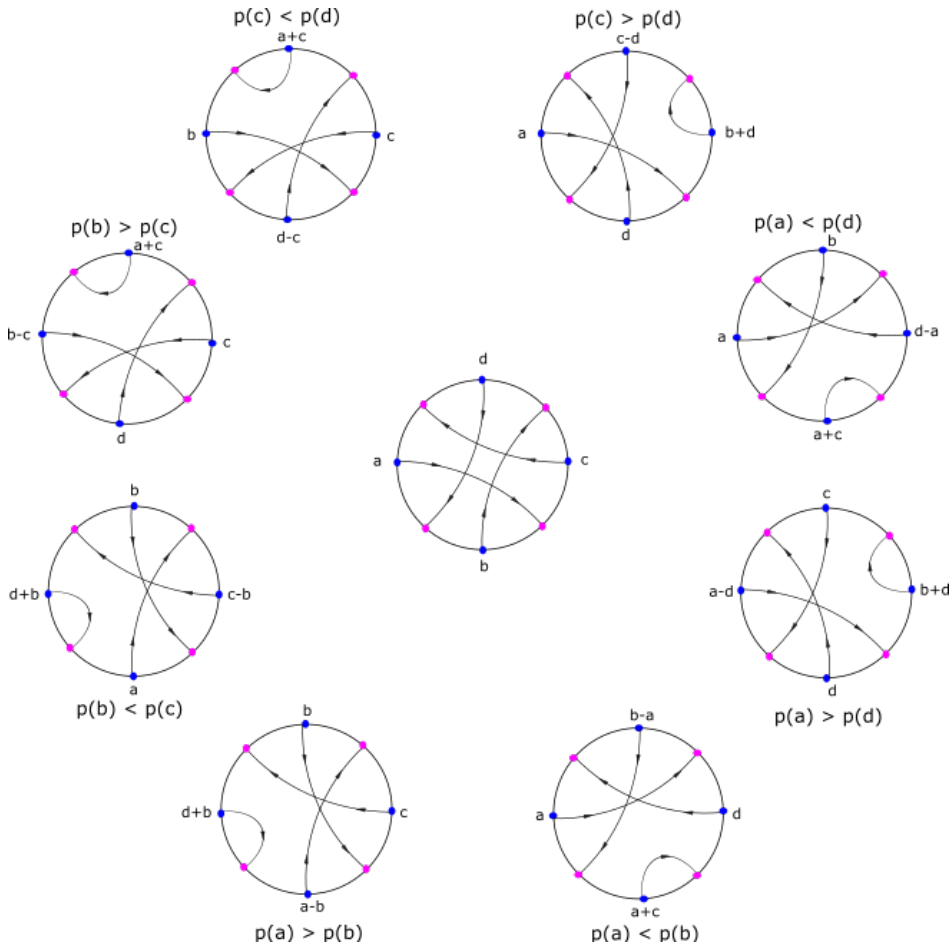 p(c) < p(d)
a+c
b
c
d-c
p(c) > p(d)
c-d
a
b+d
d
p(b) > p(c)
a+c
b-c
c
d
p(a) < p(d)
b
a
d-a
a+c
d
a
c
b
b
d+b
c-b
a
p(b) < p(c)
c
a-d
b+d
d
p(a) > p(d)
b
d+b
c
a-b
p(a) > p(b)
b-a
a
d
a+c
p(a) < p(b)